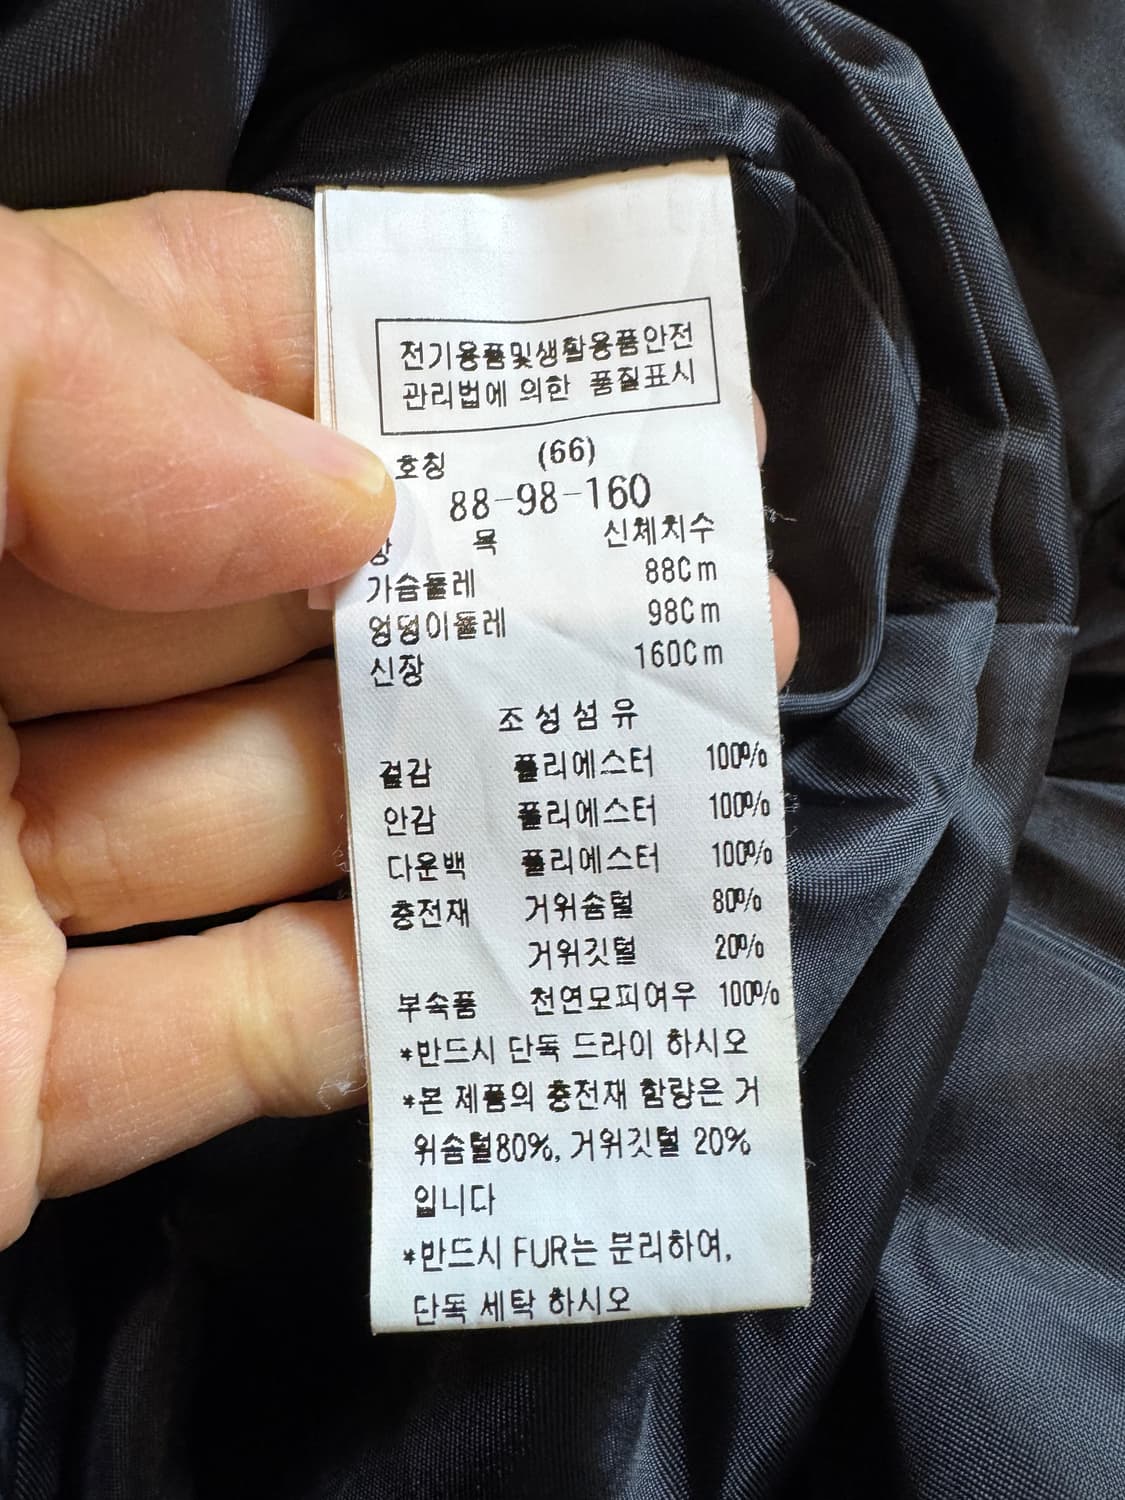 전기용품및생활용품안전
관리법에 의한 품질표시
호칭 (66)
88-98-160
항 목 신체치수
가슴둘레 88Cm
엉덩이둘레 98Cm
신장 160Cm
조성섬유
겉감 폴리에스터 100%
안감 폴리에스터 100%
다운백 폴리에스터 100%
충전재 거위솜털 80%
거위깃털 20%
부속품 천연모피여우 100%
*반드시 단독 드라이 하시오
*본 제품의 충전재 함량은 거
위솜털80%, 거위깃털 20%
입니다
*반드시 FUR는 분리하여,
단독 세탁 하시오